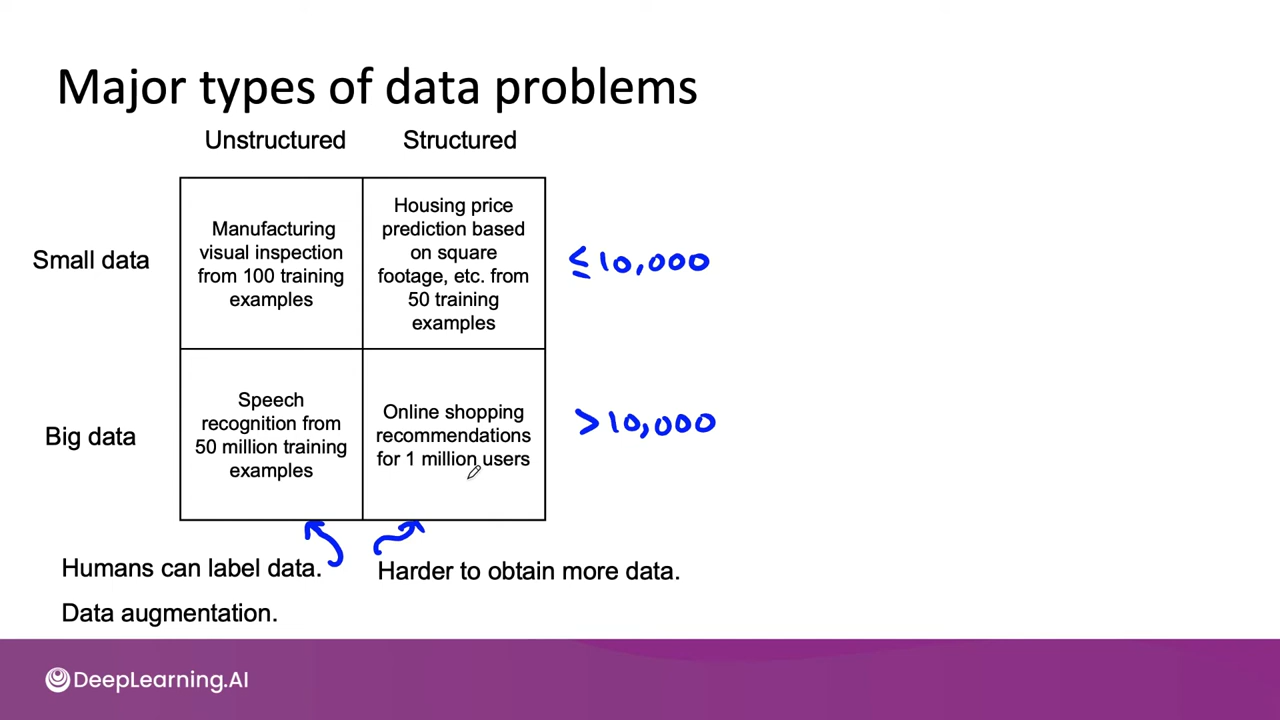 Major types of data problems
Unstructured
Structured
Small data
Manufacturing
visual inspection
from 100 training
examples
Housing price
prediction based
on square
footage, etc. from
50 training
examples
≤10,000
Big data
Speech
recognition from
50 million training
examples
Online shopping
recommendations
for 1 million users
>10,000
Humans can label data.
Data augmentation.
Harder to obtain more data.
DeepLearning.AI